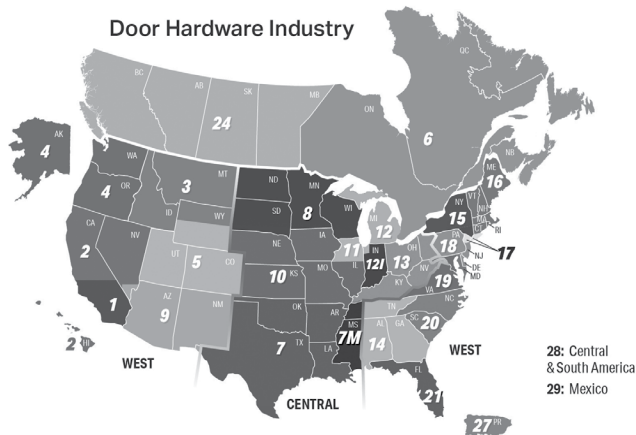 Door Hardware Industry
QC
BC
AB
SK
MB
ON
24
6
AK
4
NB
WA
MT
ND
MN
ME
16
4
OR
3
VT
NH
ID
SD
8
WI
MI
12
NY
15
MA
CT
RI
WY
CA
NV
2
UT
5
CO
NE
IA
11
IL
IN
12I
OH
13
PA
18
17
NJ
DE
MD
10
KS
MO
KY
WV
19
VA
1
AZ
9
NM
OK
AR
TN
NC
SC
20
7
TX
LA
MS
7M
AL
14
GA
2
HI
FL
21
WEST
CENTRAL
WEST
27
PR
28: Central
& South America
29: Mexico